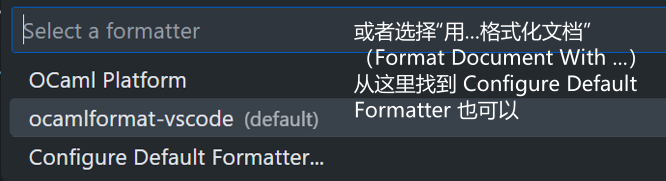 Select a formatter
OCaml Platform
ocamlformat-vscode (default)
Configure Default Formatter...
或者选择“用...格式化文档”
（Format Document With ...）
从这里找到 Configure Default
Formatter 也可以